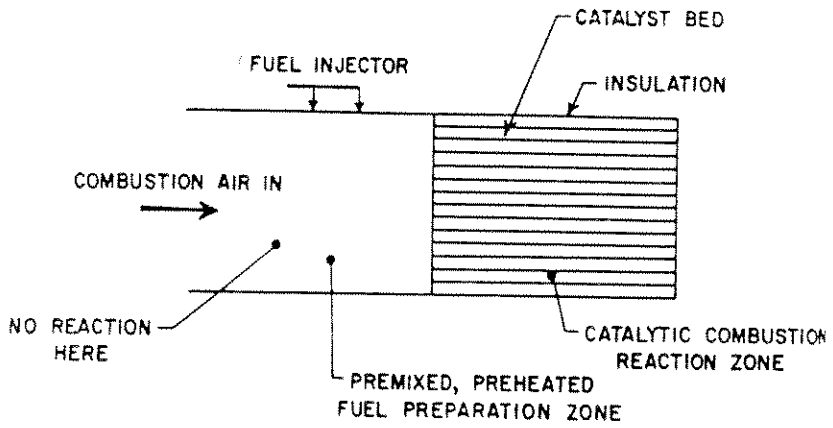 CATALYST BED
FUEL INJECTOR
INSULATION
COMBUSTION AIR IN
NO REACTION
HERE
CATALYTIC COMBUSTION
REACTION ZONE
PREMIXED, PREHEATED
FUEL PREPARATION ZONE